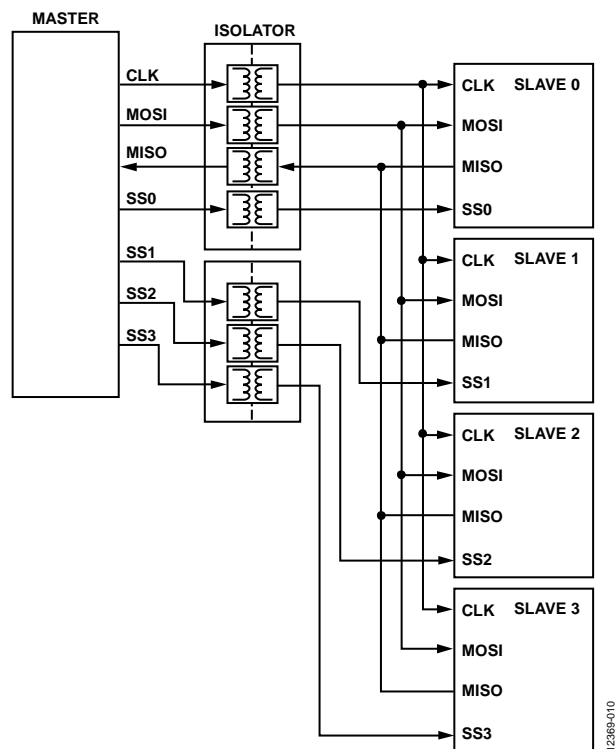 MASTER
ISOLATOR
CLK
MOSI
MISO
SS0
SS1
SS2
SS3
CLK SLAVE 0
MOSI
MISO
SS0
CLK SLAVE 1
MOSI
MISO
SS1
CLK SLAVE 2
MOSI
MISO
SS2
CLK SLAVE 3
MOSI
MISO
SS3
12369-010